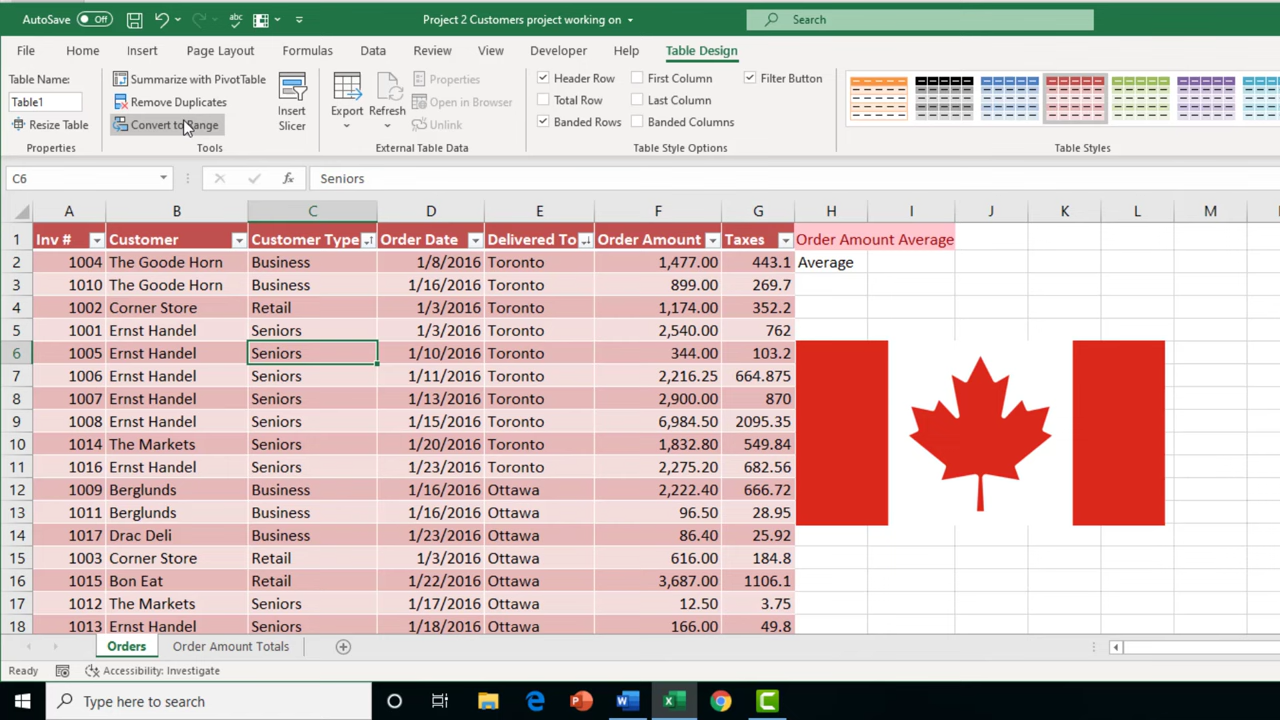 AutoSave Off Project 2 Customers project working on Search
File Home Insert Page Layout Formulas Data Review View Developer Help Table Design
Table Name:
Table1
Resize Table
Properties
Summarize with PivotTable
Remove Duplicates
Convert to Range
Tools
Insert
Slicer
Export Refresh
Properties
Open in Browser
Unlink
External Table Data
Header Row First Column Filter Button
Total Row Last Column
Banded Rows Banded Columns
Table Style Options
Table Styles
C6 fx Seniors
A B C D E F G H I J K L M
1 Inv # Customer Customer Type Order Date Delivered To Order Amount Taxes Order Amount Average
2 1004 The Goode Horn Business 1/8/2016 Toronto 1,477.00 443.1 Average
3 1010 The Goode Horn Business 1/16/2016 Toronto 899.00 269.7
4 1002 Corner Store Retail 1/3/2016 Toronto 1,174.00 352.2
5 1001 Ernst Handel Seniors 1/3/2016 Toronto 2,540.00 762
6 1005 Ernst Handel Seniors 1/10/2016 Toronto 344.00 103.2
7 1006 Ernst Handel Seniors 1/11/2016 Toronto 2,216.25 664.875
8 1007 Ernst Handel Seniors 1/13/2016 Toronto 2,900.00 870
9 1008 Ernst Handel Seniors 1/15/2016 Toronto 6,984.50 2095.35
10 1014 The Markets Seniors 1/20/2016 Toronto 1,832.80 549.84
11 1016 Ernst Handel Seniors 1/23/2016 Toronto 2,275.20 682.56
12 1009 Berglunds Business 1/16/2016 Ottawa 2,222.40 666.72
13 1011 Berglunds Business 1/16/2016 Ottawa 96.50 28.95
14 1017 Drac Deli Business 1/23/2016 Ottawa 86.40 25.92
15 1003 Corner Store Retail 1/3/2016 Ottawa 616.00 184.8
16 1015 Bon Eat Retail 1/22/2016 Ottawa 3,687.00 1106.1
17 1012 The Markets Seniors 1/17/2016 Ottawa 12.50 3.75
18 1013 Ernst Handel Seniors 1/18/2016 Ottawa 166.00 49.8
Orders Order Amount Totals
Ready Accessibility: Investigate
Type here to search